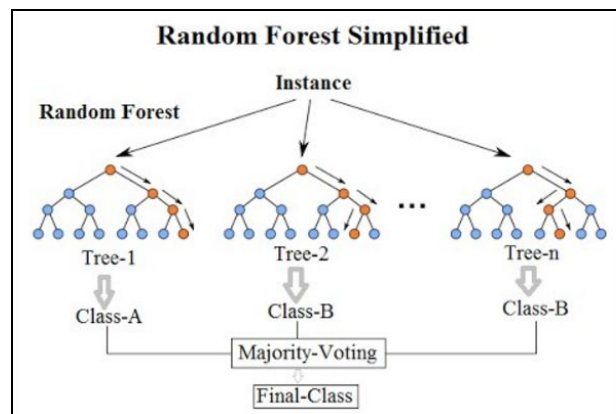 Random Forest Simplified
Instance
Random Forest
...
Tree-1 Tree-2 Tree-n
Class-A Class-B Class-B
Majority-Voting
Final-Class